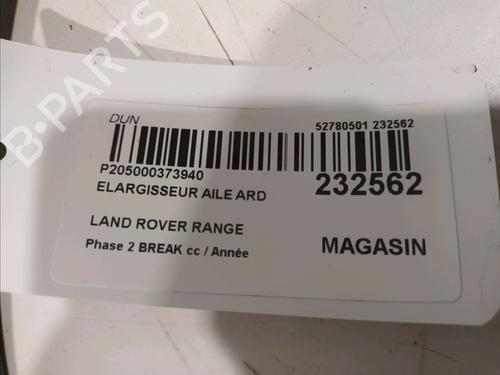 B-PARTS
DUN
52780501 232562
P205000373940
232562
ELARGISSEUR AILE ARD
LAND ROVER RANGE
Phase 2 BREAK cc / Année
MAGASIN